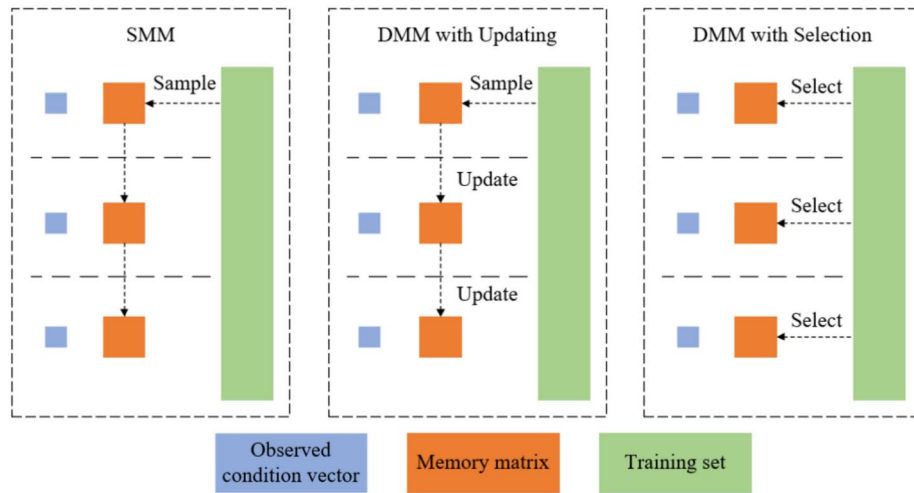 SMM
Sample
DMM with Updating
Sample
Update
Update
DMM with Selection
Select
Select
Select
Observed
condition vector
Memory matrix
Training set